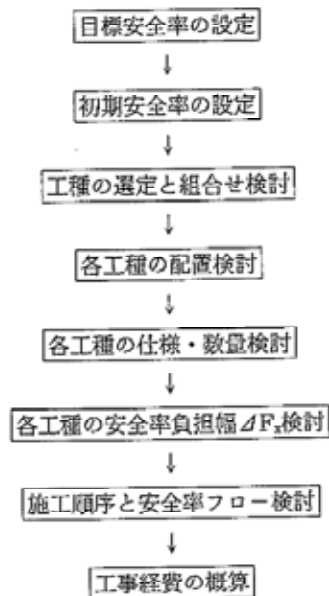 目標安全率の設定
↓
初期安全率の設定
↓
工種の選定と組合せ検討
↓
各工種の配置検討
↓
各工種の仕様・数量検討
↓
各工種の安全率負担幅⊿Fₓ検討
↓
施工順序と安全率フロー検討
↓
工事経費の概算